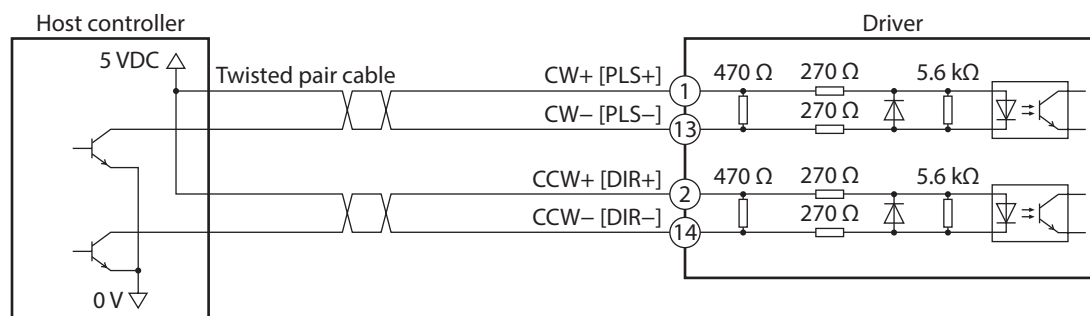 Host controller
Driver
5 VDC
Twisted pair cable
CW+ [PLS+]
1
470 Ω
270 Ω
5.6 kΩ
CW– [PLS–]
13
270 Ω
CCW+ [DIR+]
2
470 Ω
270 Ω
5.6 kΩ
CCW– [DIR–]
14
270 Ω
0 V